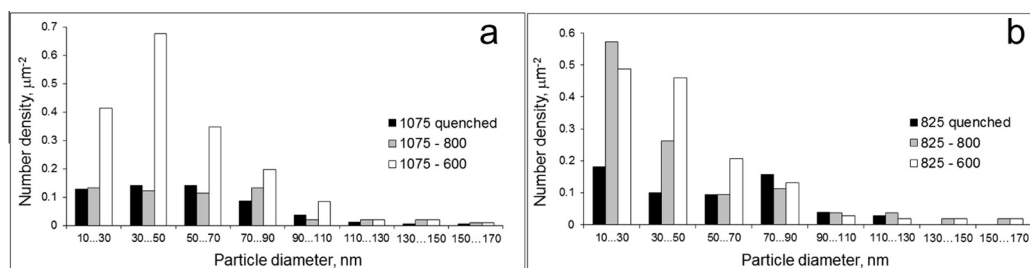 a
Number density, μm-2
0.7
0.6
0.5
0.4
0.3
0.2
0.1
0
1075 quenched
1075 - 800
1075 - 600
10...30 30...50 50...70 70...90 90...110 110...130 130...150 150...170
Particle diameter, nm
b
Number density, μm-2
0.6
0.5
0.4
0.3
0.2
0.1
0
825 quenched
825 - 800
825 - 600
10...30 30...50 50...70 70...90 90...110 110...130 130...150 150...170
Particle diameter, nm